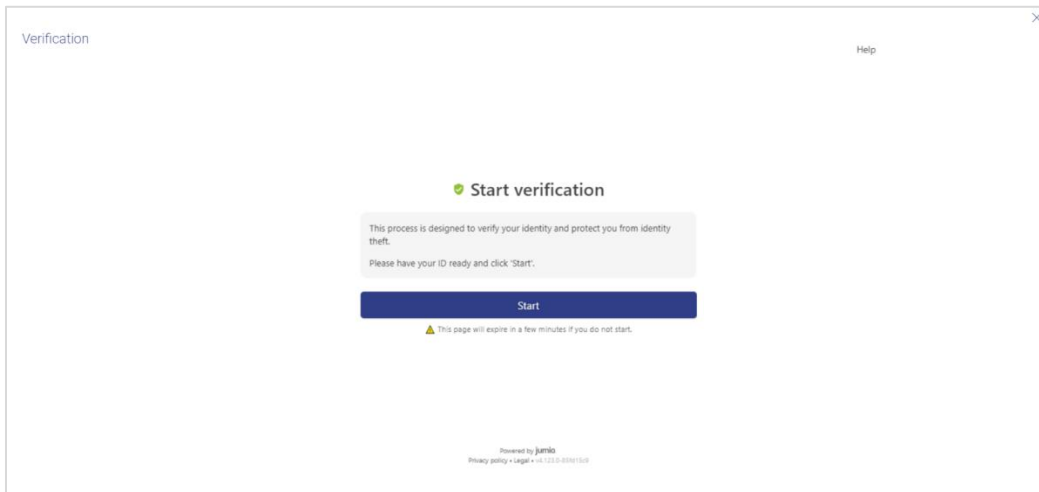 Verification
Help
Start verification
This process is designed to verify your identity and protect you from identity
theft.
Please have your ID ready and click 'Start'.
Start
This page will expire in a few minutes if you do not start.
Powered by jumio
Privacy policy • Legal •